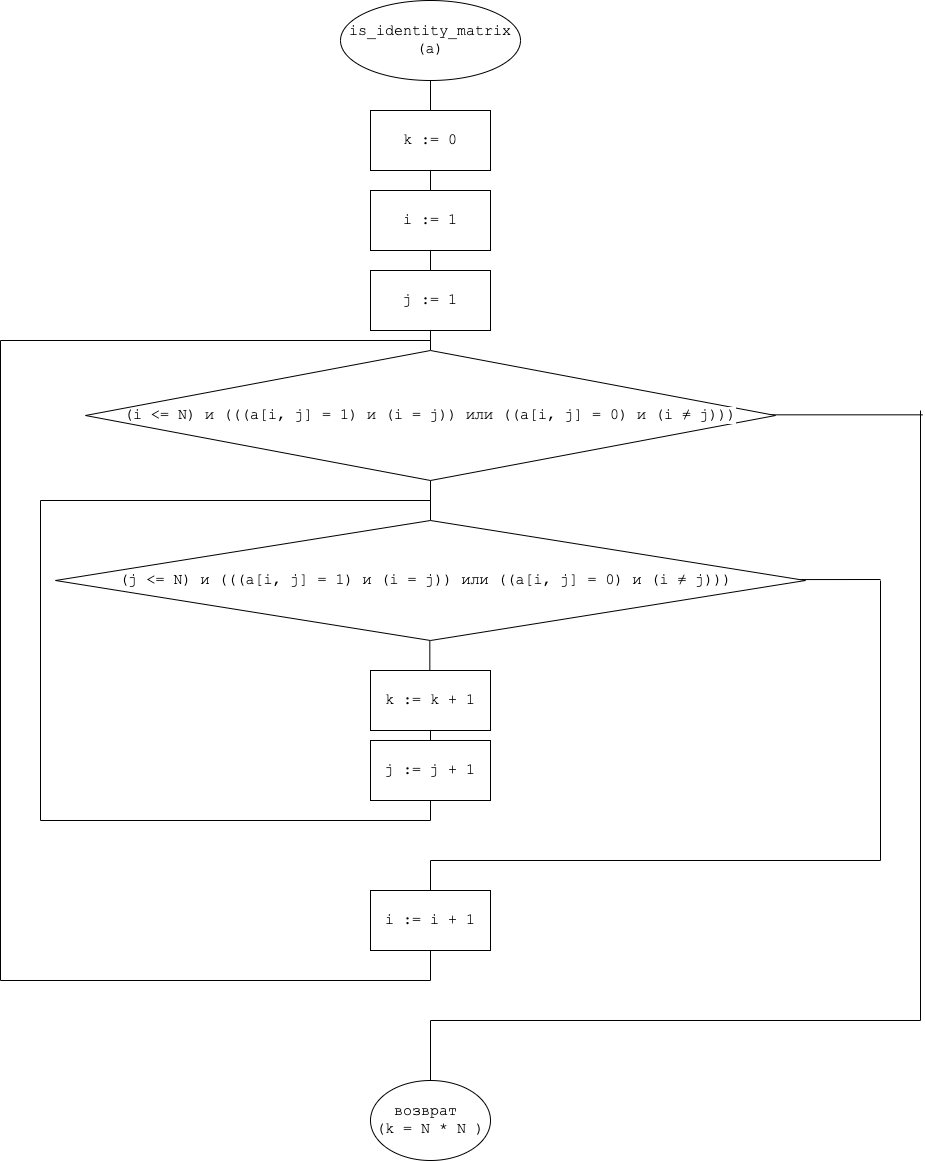 is_identity_matrix
(a)
k := 0
i := 1
j := 1
(i <= N) и (((a[i, j] = 1) и (i = j)) или ((a[i, j] = 0) и (i ≠ j)))
(j <= N) и (((a[i, j] = 1) и (i = j)) или ((a[i, j] = 0) и (i ≠ j)))
k := k + 1
j := j + 1
i := i + 1
возврат
(k = N * N )